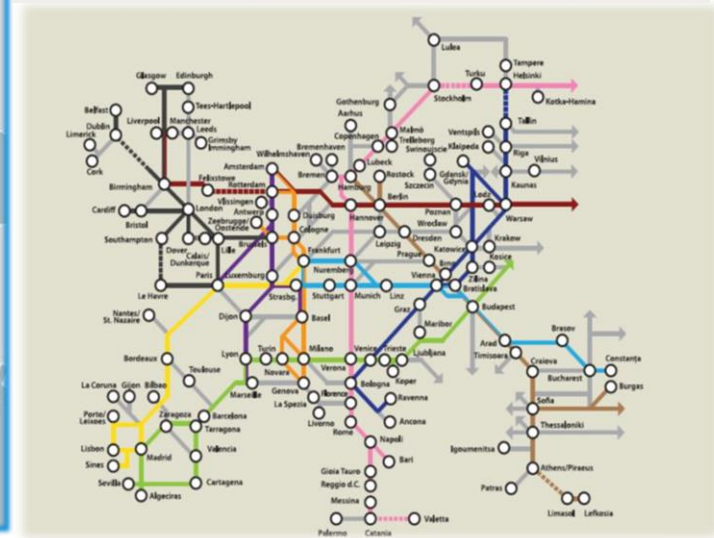 Lulea
Tampere
Helsinki
Turku
Stockholm
Kotka-Hamina
Glasgow
Edinburgh
Tees-Hartlepool
Belfast
Dublin
Limerick
Cork
Liverpool
Manchester
Leeds
Grimsby
Immingham
Gothenburg
Aarhus
Copenhagen
Malmö
Trelleborg
Swinoujscie
Tallin
Ventspils
Klaipeda
Riga
Vilnius
Kaunas
Wilhelmshaven
Bremenhaven
Bremen
Lubeck
Hamburg
Rostock
Szczecin
Gdansk/
Gdynia
Lodz
Amsterdam
Felixstowe
Rotterdam
Birmingham
Vlissingen
Antwerp
Duisburg
Hannover
Berlin
Poznan
Warsaw
Cardiff
Bristol
London
Zeebrugge/
Oostende
Cologne
Wroclaw
Southampton
Dover
Calais/
Dunkerque
Lille
Brussels
Frankfurt
Leipzig
Dresden
Katowice
Krakow
Kosice
Prague
Nuremberg
Paris
Luxemburg
Vienna
Zilina
Bratislava
Le Havre
Strasbg.
Stuttgart
Munich
Linz
Graz
Budapest
Nantes/
St. Nazaire
Dijon
Basel
Maribor
Arad
Timisoara
Brasov
Bordeaux
Lyon
Turin
Milano
Novara
Verona
Venice
Trieste
Ljubljana
Koper
Craiova
Bucharest
Constanţa
Burgas
La Coruna
Gijon
Bilbao
Toulouse
Marseille
Genova
La Spezia
Florence
Bologna
Ravenna
Livorno
Ancona
Rome
Sofia
Thessaloniki
Porto/
Leixoes
Zaragoza
Barcelona
Tarragona
Lisbon
Sines
Madrid
Valencia
Napoli
Bari
Igoumenitsa
Athens/Piraeus
Sevilla
Algeciras
Cartagena
Gioia Tauro
Reggio d.C.
Messina
Palermo
Catania
Valetta
Patras
Limasol
Lefkosia